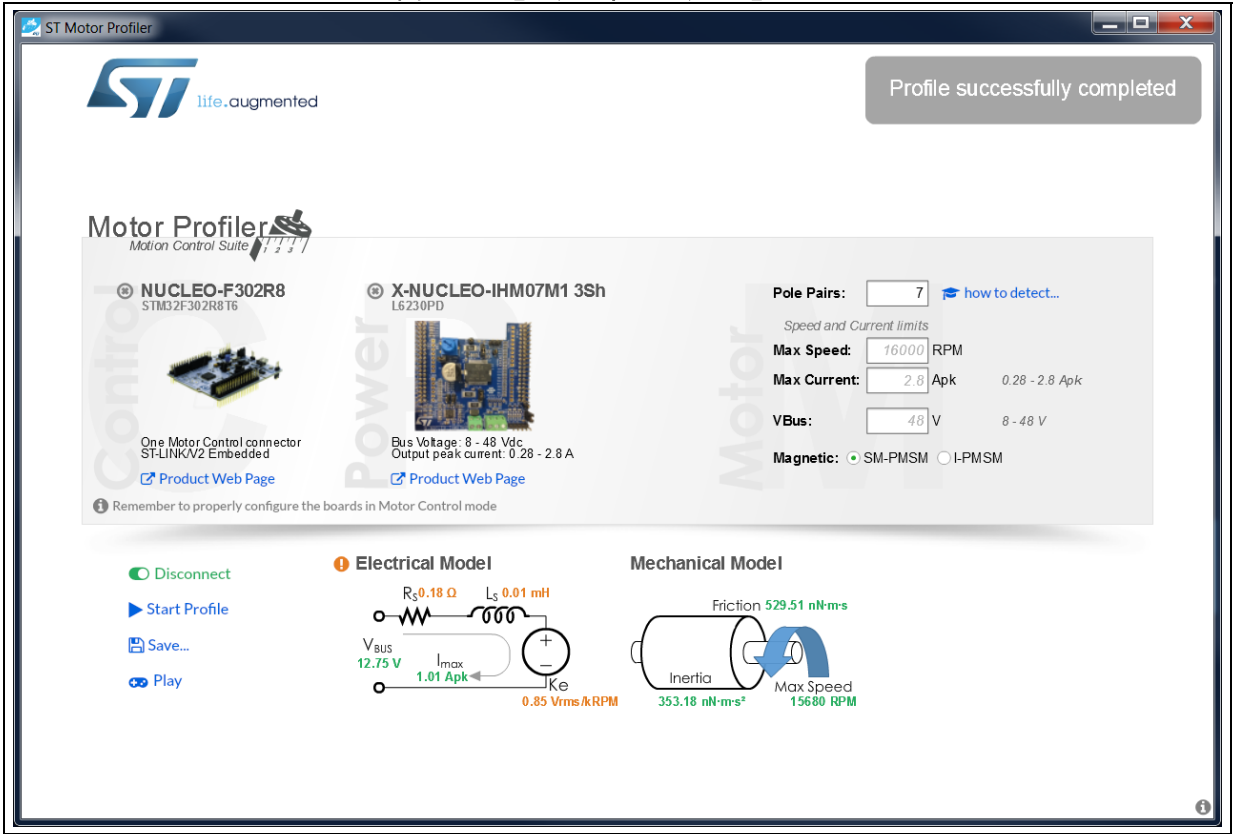 ST Motor Profiler
life.augmented
Profile successfully completed
Motor Profiler
Motion Control Suite
1 2 3
Control
NUCLEO-F302R8
STM32F302R8T6
One Motor Control connector
ST-LINK/V2 Embedded
Product Web Page
Power
X-NUCLEO-IHM07M1 3Sh
L6230PD
Bus Voltage: 8 - 48 Vdc
Output peak current: 0.28 - 2.8 A
Product Web Page
Motor
Pole Pairs: 7 how to detect...
Speed and Current limits
Max Speed: 16000 RPM
Max Current: 2.8 Apk 0.28 - 2.8 Apk
VBus: 48 V 8 - 48 V
Magnetic: SM-PMSM I-PMSM
Remember to properly configure the boards in Motor Control mode
Disconnect
Start Profile
Save...
Play
Electrical Model
RS 0.18 Ω LS 0.01 mH
VBUS
12.75 V
Imax
1.01 Apk
Ke
0.85 Vrms/kRPM
Mechanical Model
Friction 529.51 nN·m·s
Inertia
353.18 nN·m·s²
Max Speed
15680 RPM